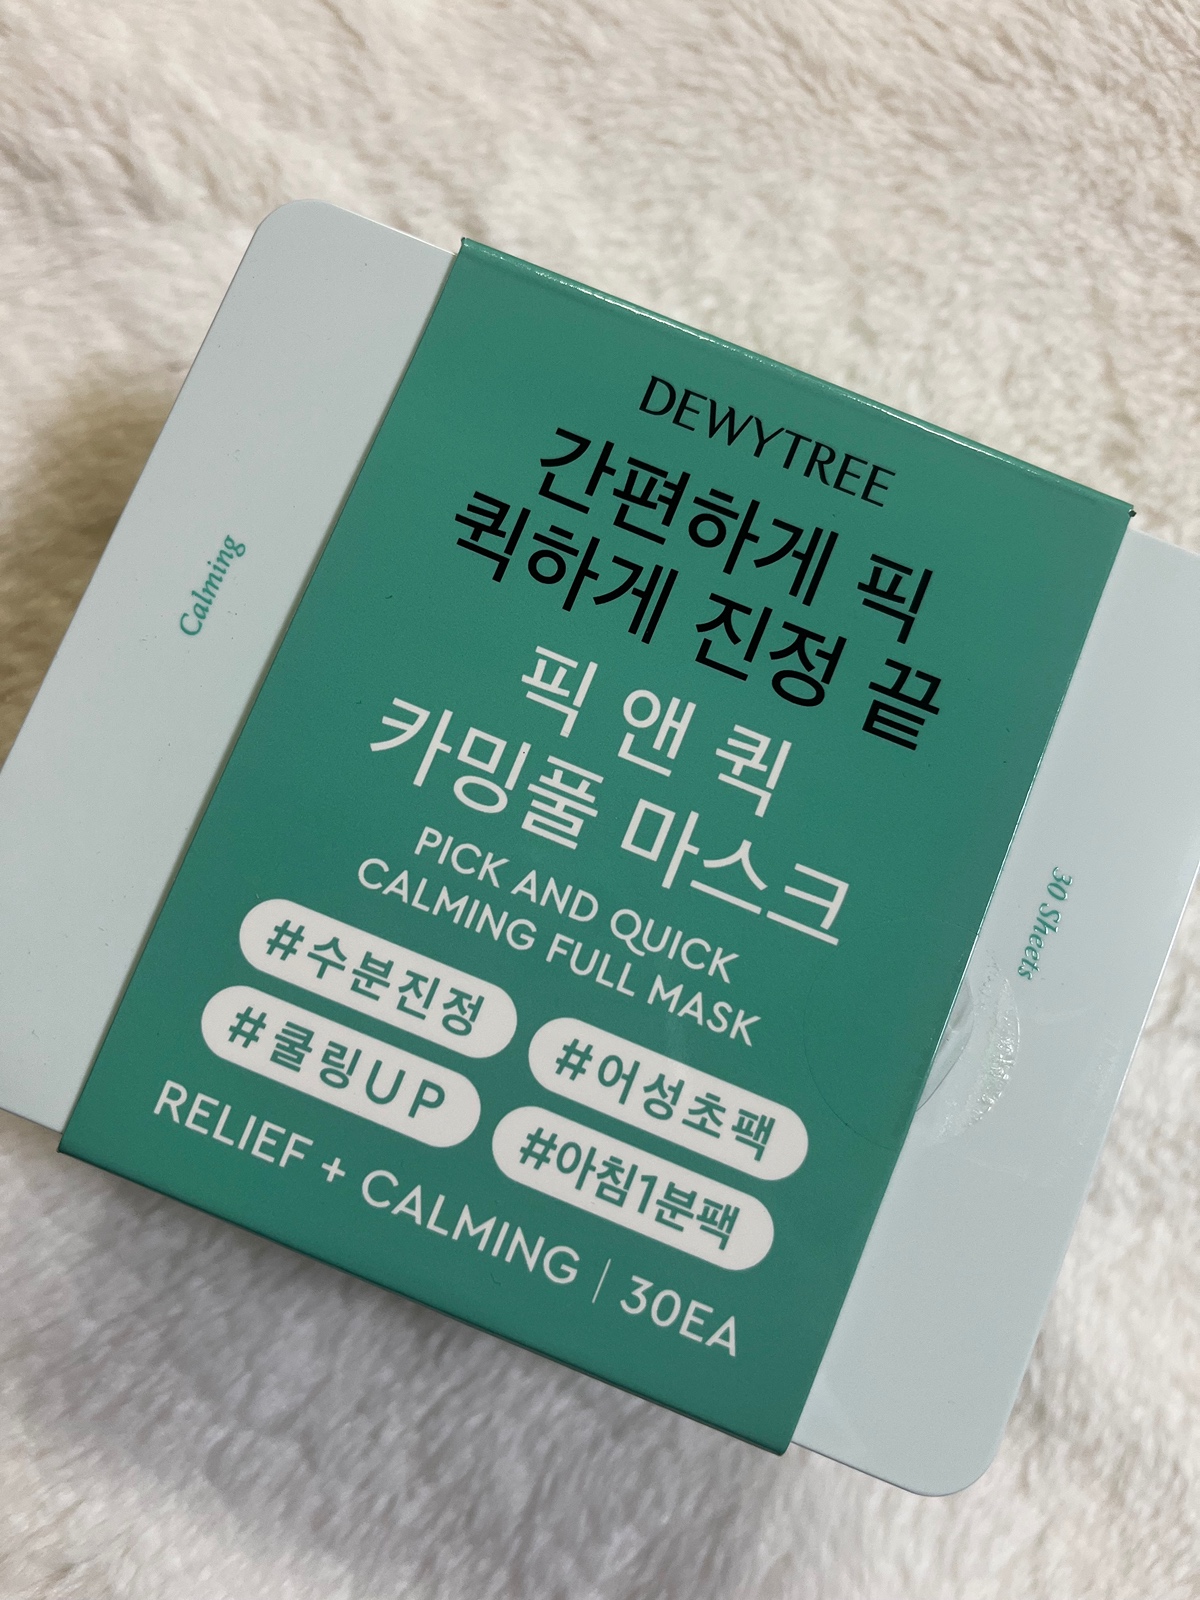 DEWYTREE
간편하게 픽
퀵하게 진정 끝
픽 앤 퀵
카밍풀 마스크
PICK AND QUICK
CALMING FULL MASK
#수분진정 #어성초팩
#쿨링UP #아침1분팩
RELIEF + CALMING | 30EA
Calming
30 Sheets